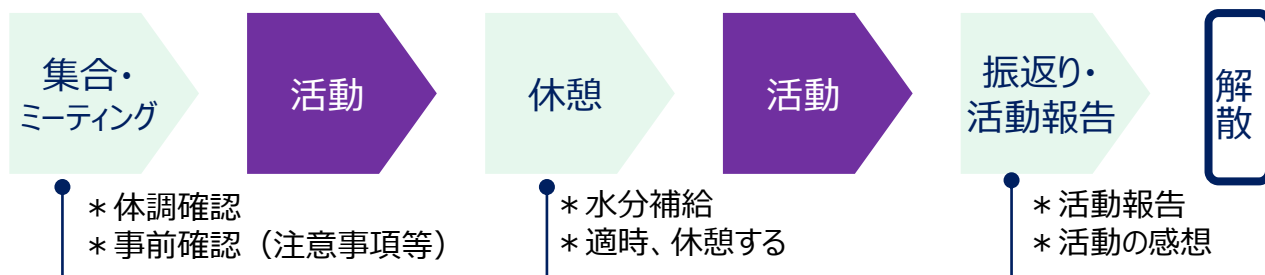 集合・
ミーティング
活動
休憩
活動
振返り・
活動報告
解散
＊体調確認
＊事前確認（注意事項等）
＊水分補給
＊適時、休憩する
＊活動報告
＊活動の感想